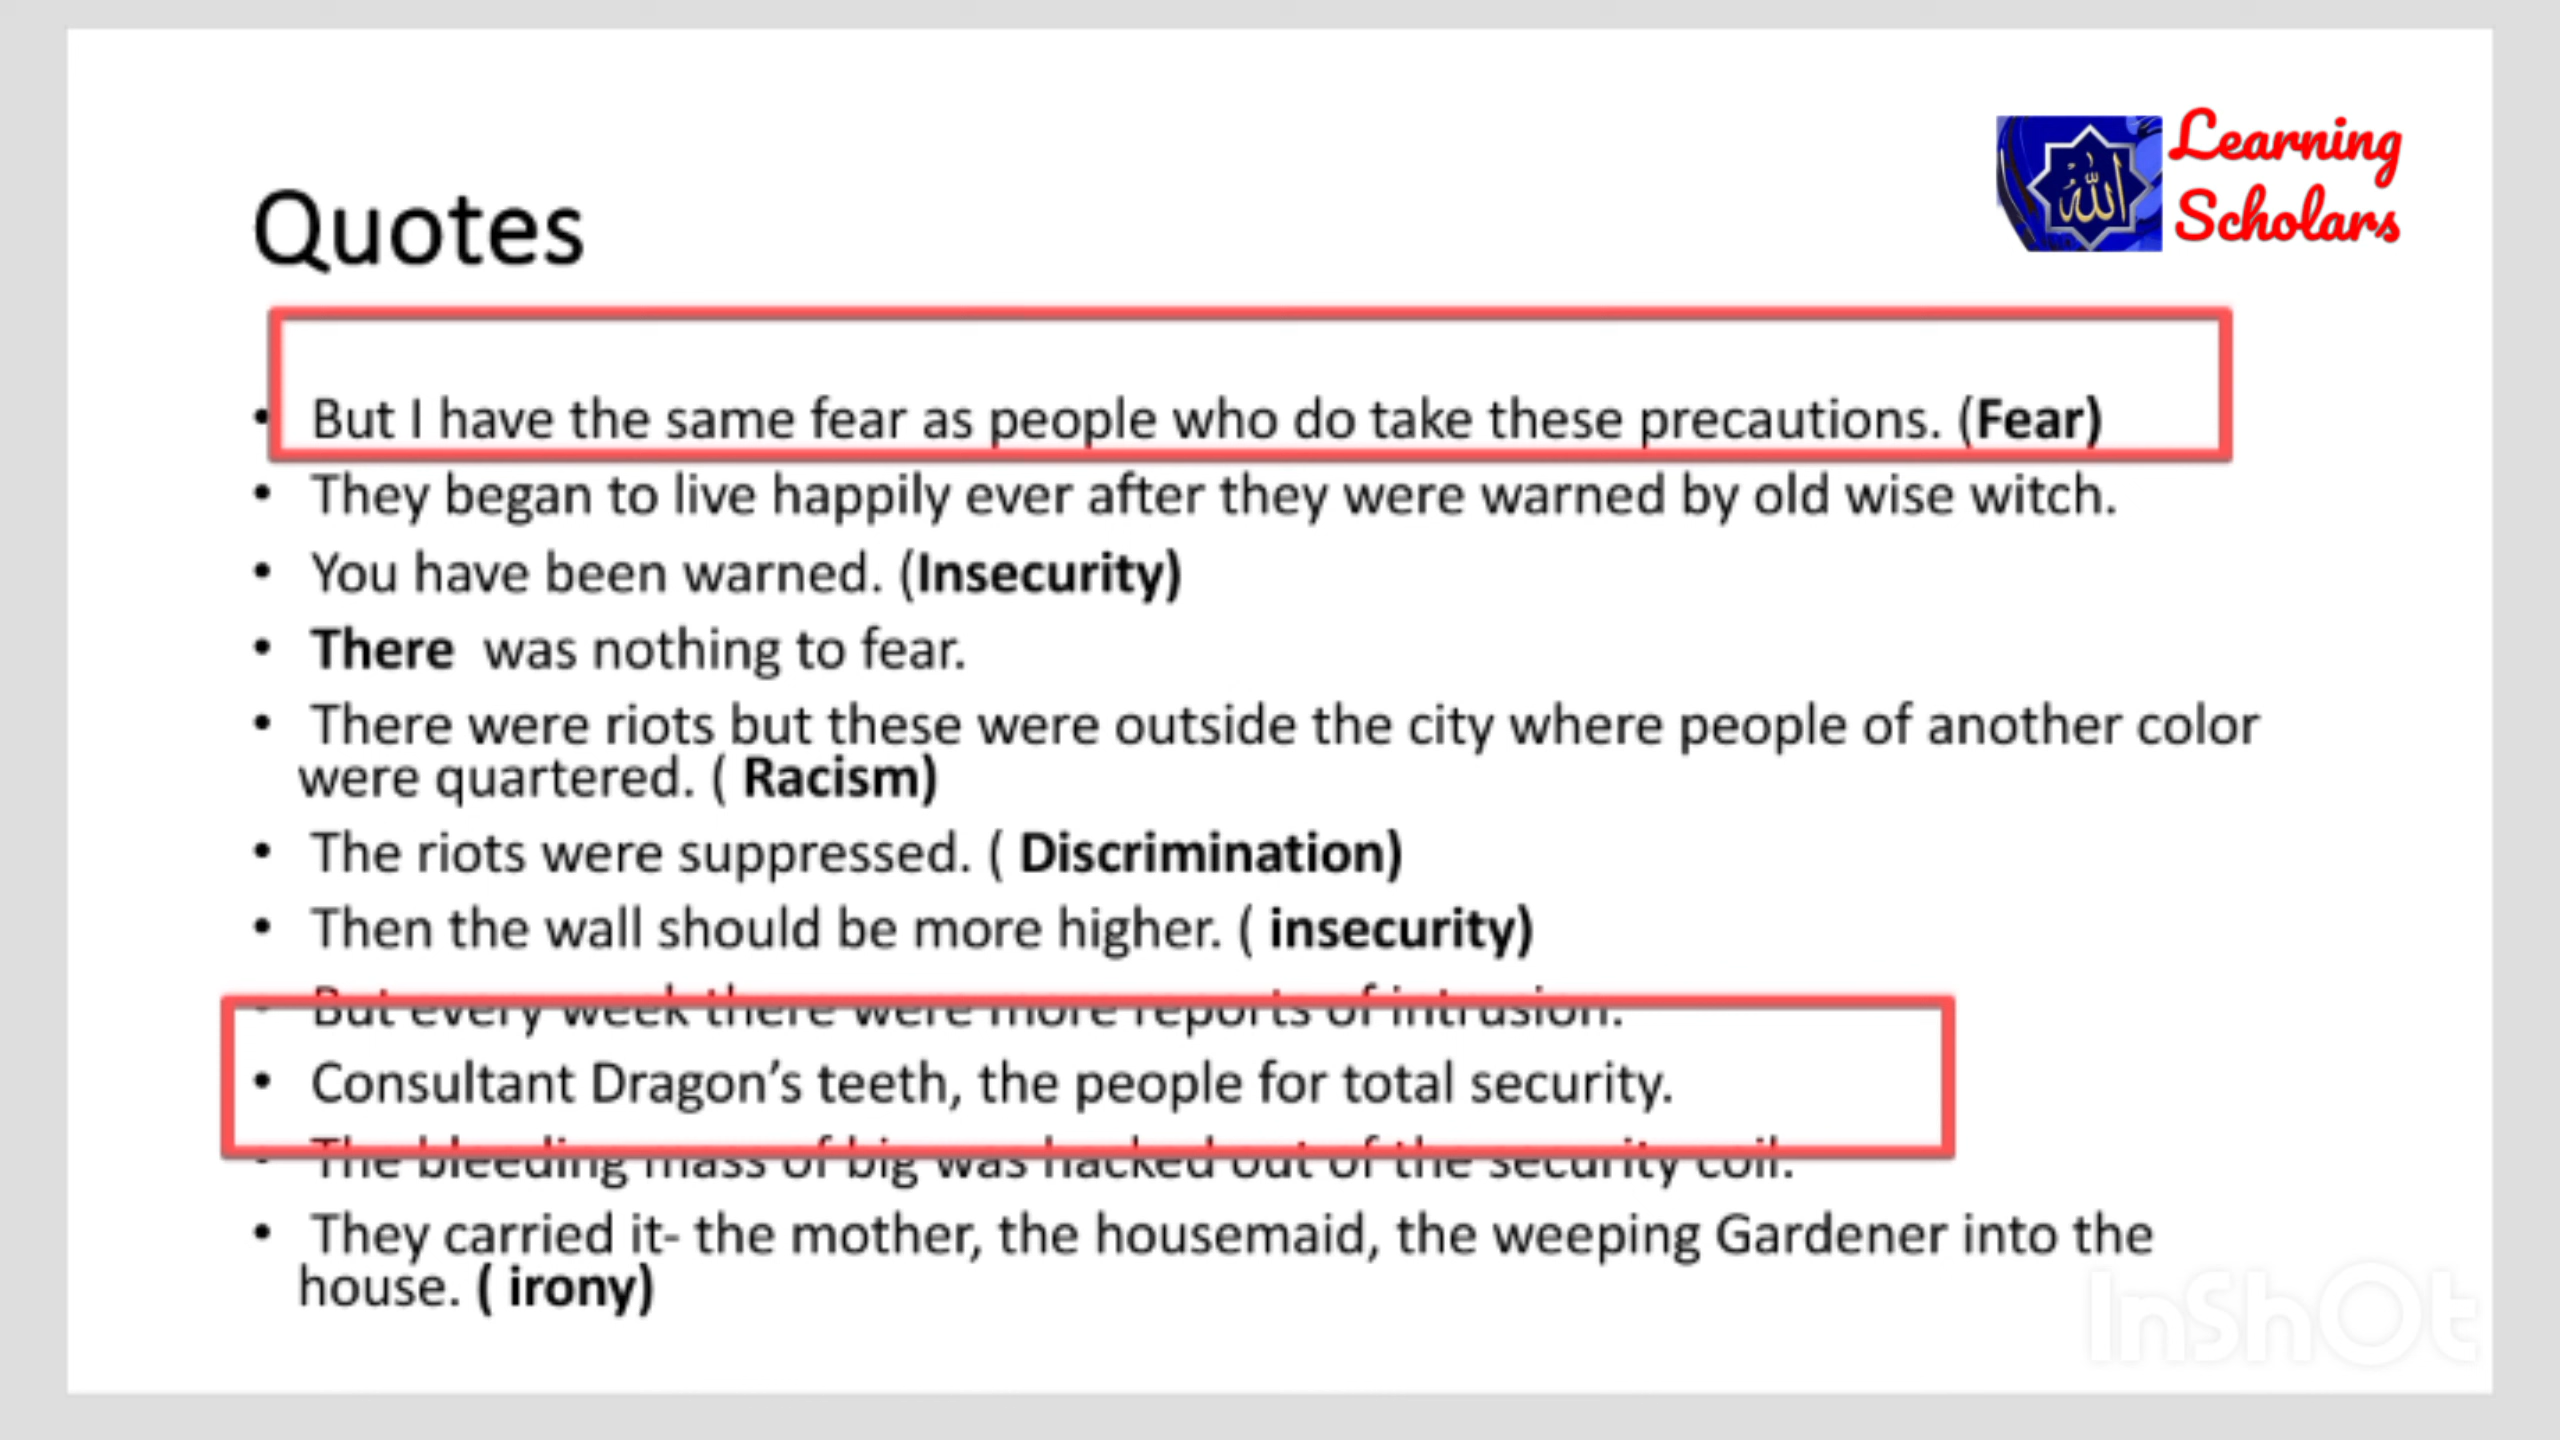 Learning
Scholars
الله
Quotes
• But I have the same fear as people who do take these precautions. (Fear)
• They began to live happily ever after they were warned by old wise witch.
• You have been warned. (Insecurity)
• There was nothing to fear.
• There were riots but these were outside the city where people of another color
were quartered. ( Racism)
• The riots were suppressed. ( Discrimination)
• Then the wall should be more higher. ( insecurity)
• But every week there were more reports of intrusion.
• Consultant Dragon's teeth, the people for total security.
• The bleeding mass of big was hacked out of the security coil.
• They carried it- the mother, the housemaid, the weeping Gardener into the
house. ( irony)
InShOt